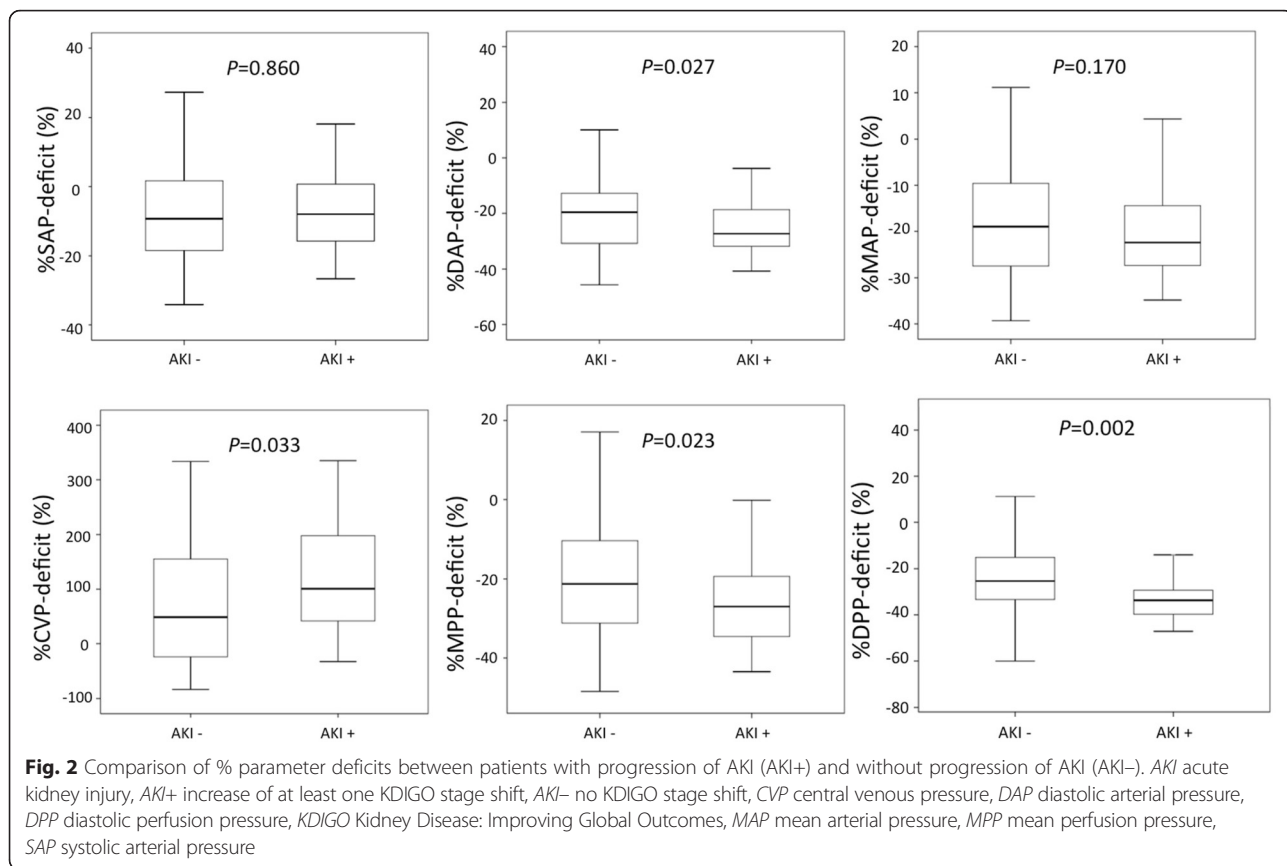 40
P=0.860
20
0
-20
-40
%SAP-deficit (%)
AKI -
AKI +
40
P=0.027
20
0
-20
-40
-60
%DAP-deficit (%)
AKI -
AKI +
20
P=0.170
10
0
-10
-20
-30
-40
%MAP-deficit (%)
AKI -
AKI +
400
P=0.033
300
200
100
0
-100
%CVP-deficit (%)
AKI -
AKI +
20
P=0.023
0
-20
-40
%MPP-deficit (%)
AKI -
AKI +
40
P=0.002
20
0
-20
-40
-60
-80
%DPP-deficit (%)
AKI -
AKI +
Fig. 2 Comparison of % parameter deficits between patients with progression of AKI (AKI+) and without progression of AKI (AKI–). AKI acute
kidney injury, AKI+ increase of at least one KDIGO stage shift, AKI– no KDIGO stage shift, CVP central venous pressure, DAP diastolic arterial pressure,
DPP diastolic perfusion pressure, KDIGO Kidney Disease: Improving Global Outcomes, MAP mean arterial pressure, MPP mean perfusion pressure,
SAP systolic arterial pressure